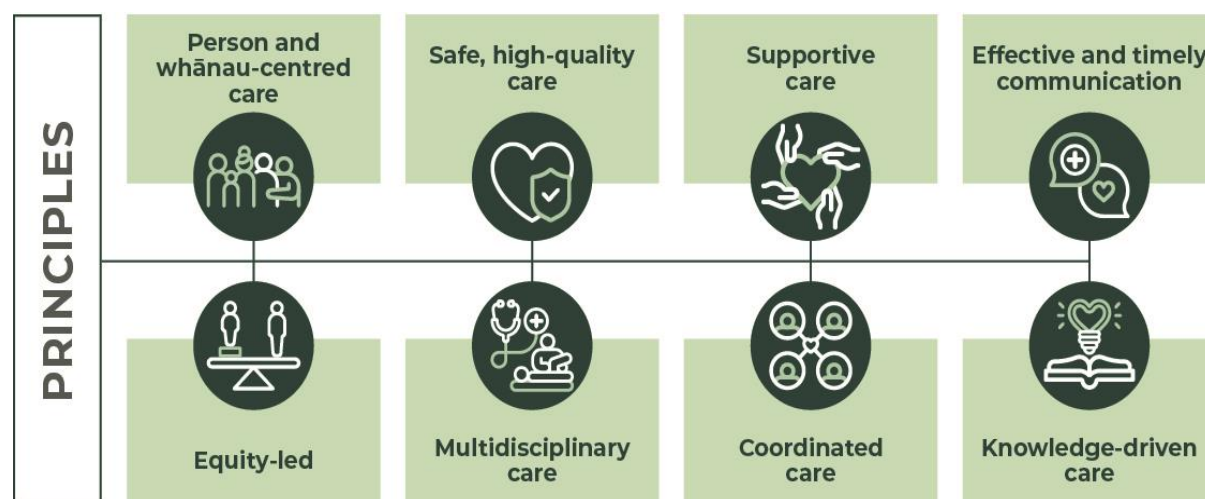 PRINCIPLES
Person and
whānau-centred
care
Safe, high-quality
care
Supportive
care
Effective and timely
communication
Equity-led
Multidisciplinary
care
Coordinated
care
Knowledge-driven
care